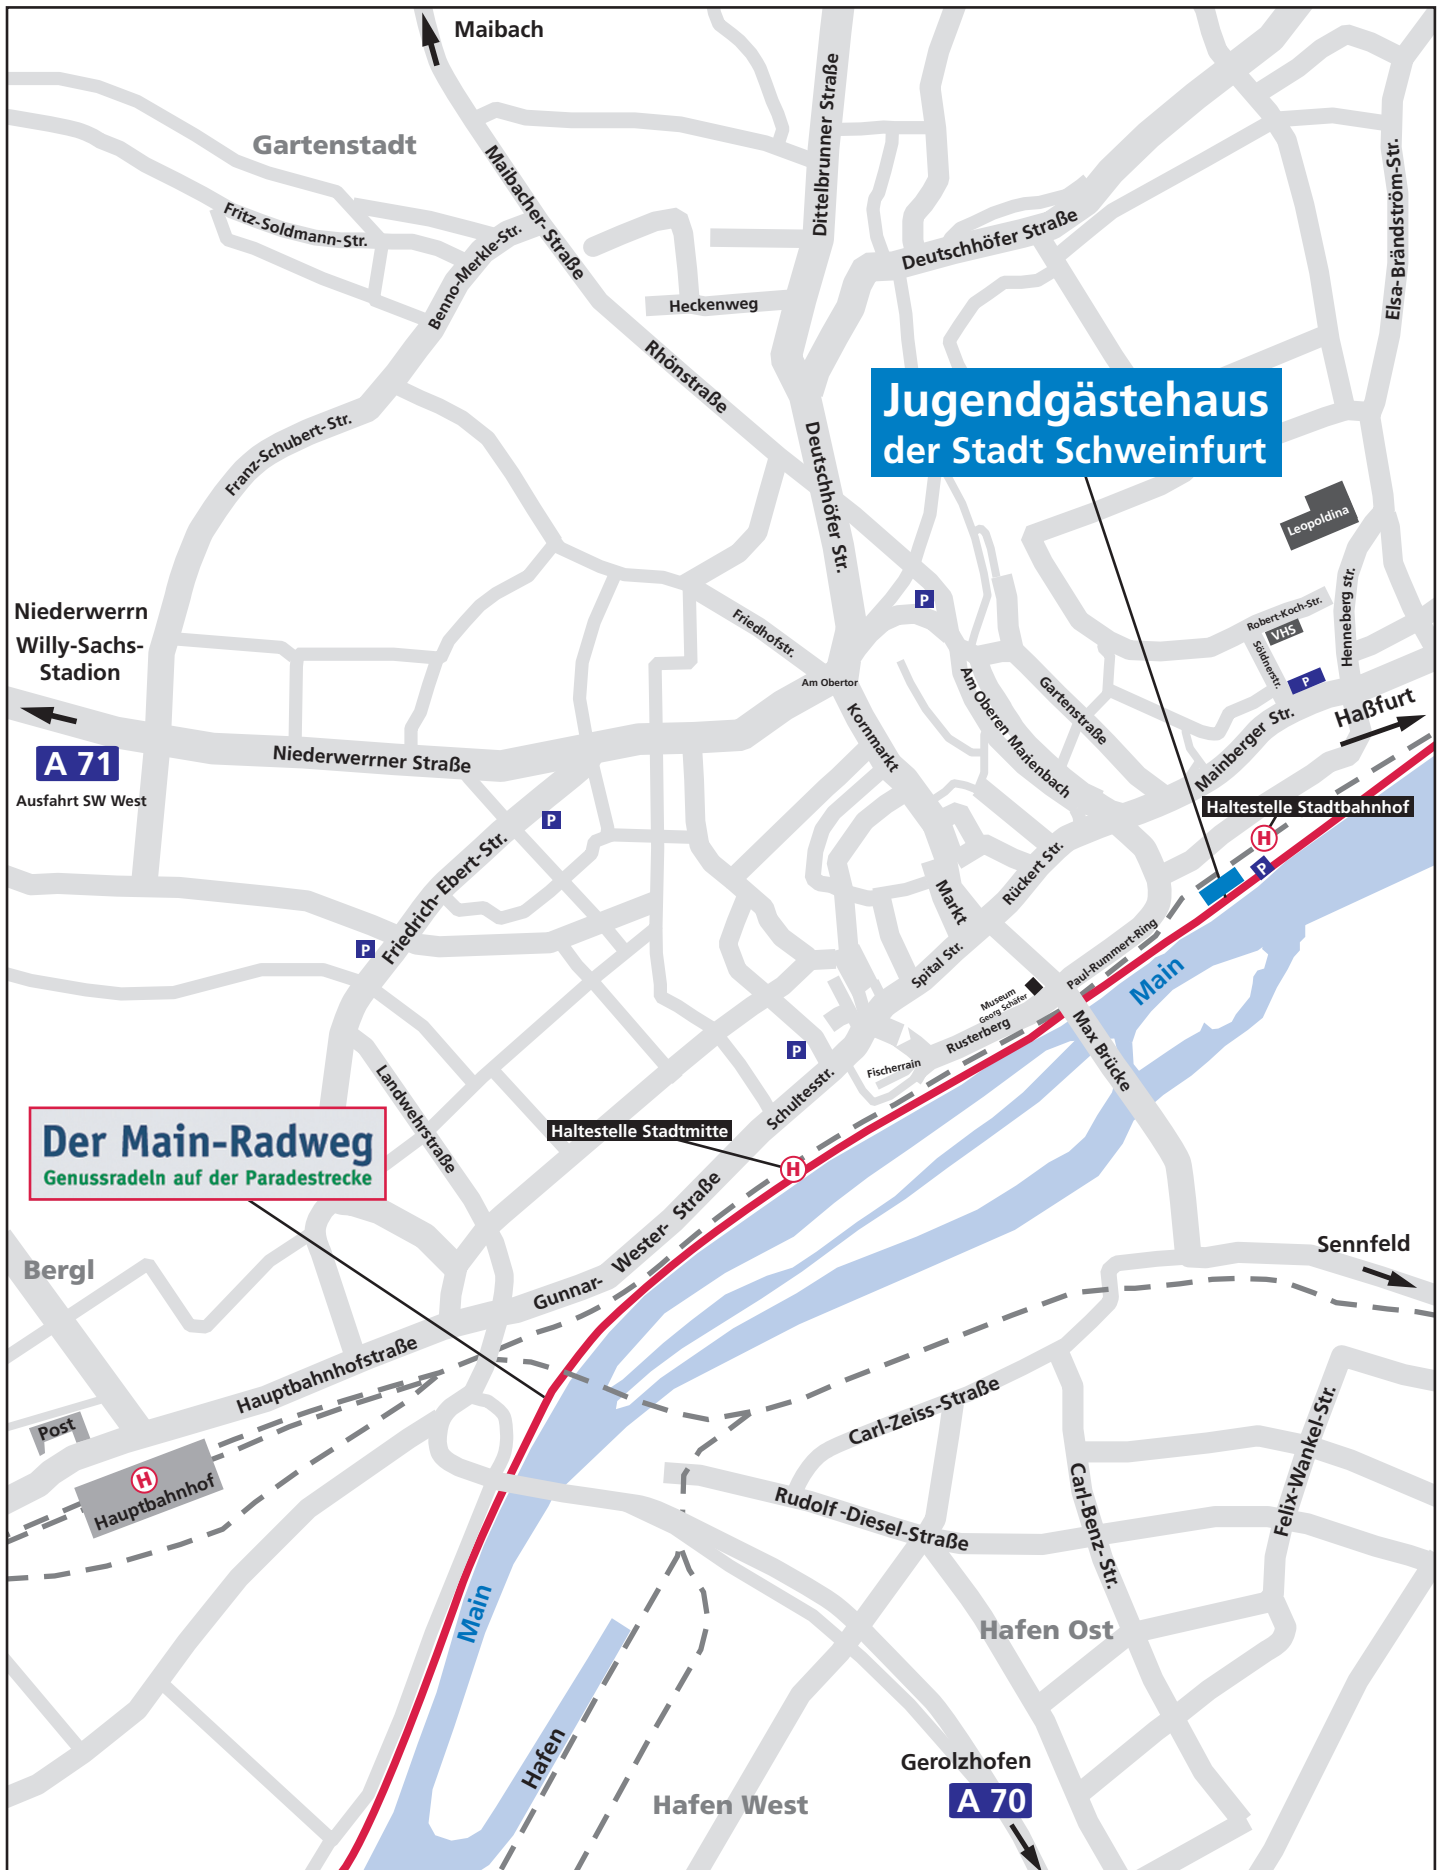 Maibach
Gartenstadt
Fritz-Soldmann-Str.
Benno-Merkle-Str.
Maibacher-Straße
Dittelbrunner Straße
Deutschhöfer Straße
Elsa-Brändström-Str.
Heckenweg
Rhönstraße
Franz-Schubert-Str.
Deutschhöfer Str.
Jugendgästehaus
der Stadt Schweinfurt
Leopoldina
Niederwerrn
Willy-Sachs-
Stadion
A 71
Ausfahrt SW West
P
Friedhofstr.
Am Obertor
Robert-Koch-Str.
VHS
Söldnerstr.
P
Henneberg str.
Haßfurt
Niederwerrner Straße
Kornmarkt
Am Oberen Marienbach
Gartenstraße
Mainberger Str.
Haltestelle Stadtbahnhof
H
P
P
Friedrich-Ebert-Str.
P
Markt
Rückert Str.
Spital Str.
Paul-Rummert-Ring
Main
Museum
Georg Schäfer
Rusterberg
Fischerrain
Max Brücke
P
Schultesstr.
Landwehrstraße
Haltestelle Stadtmitte
H
Der Main-Radweg
Genussradeln auf der Paradestrecke
Gunnar- Wester- Straße
Bergl
Sennfeld
Hauptbahnhofstraße
Post
H
Hauptbahnhof
Carl-Zeiss-Straße
Rudolf -Diesel-Straße
Carl-Benz- Str.
Felix-Wankel-Str.
Main
Hafen
Hafen Ost
Hafen West
Gerolzhofen
A 70